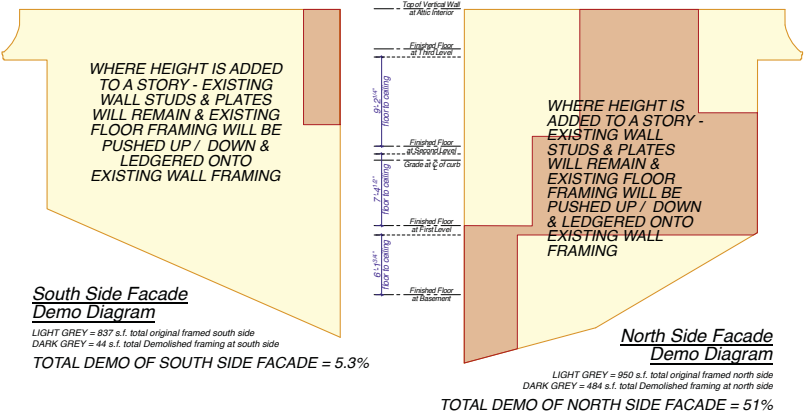 WHERE HEIGHT IS ADDED
TO A STORY - EXISTING
WALL STUDS & PLATES
WILL REMAIN & EXISTING
FLOOR FRAMING WILL BE
PUSHED UP / DOWN &
LEDGERED ONTO
EXISTING WALL FRAMING
South Side Facade
Demo Diagram
LIGHT GREY = 837 s.f. total original framed south side
DARK GREY = 44 s.f. total Demolished framing at south side
TOTAL DEMO OF SOUTH SIDE FACADE = 5.3%
Top of Vertical Wall
at Attic Interior
Finished Floor
at Third Level
9'-2 1/4"
floor to ceiling
Finished Floor
at Second Level
Grade at ℄ of curb
7'-4 1/2"
floor to ceiling
Finished Floor
at First Level
6'-1 3/4"
floor to ceiling
Finished Floor
at Basement
WHERE HEIGHT IS
ADDED TO A STORY -
EXISTING WALL
STUDS & PLATES
WILL REMAIN &
EXISTING FLOOR
FRAMING WILL BE
PUSHED UP / DOWN
& LEDGERED ONTO
EXISTING WALL
FRAMING
North Side Facade
Demo Diagram
LIGHT GREY = 950 s.f. total original framed north side
DARK GREY = 484 s.f. total Demolished framing at north side
TOTAL DEMO OF NORTH SIDE FACADE = 51%